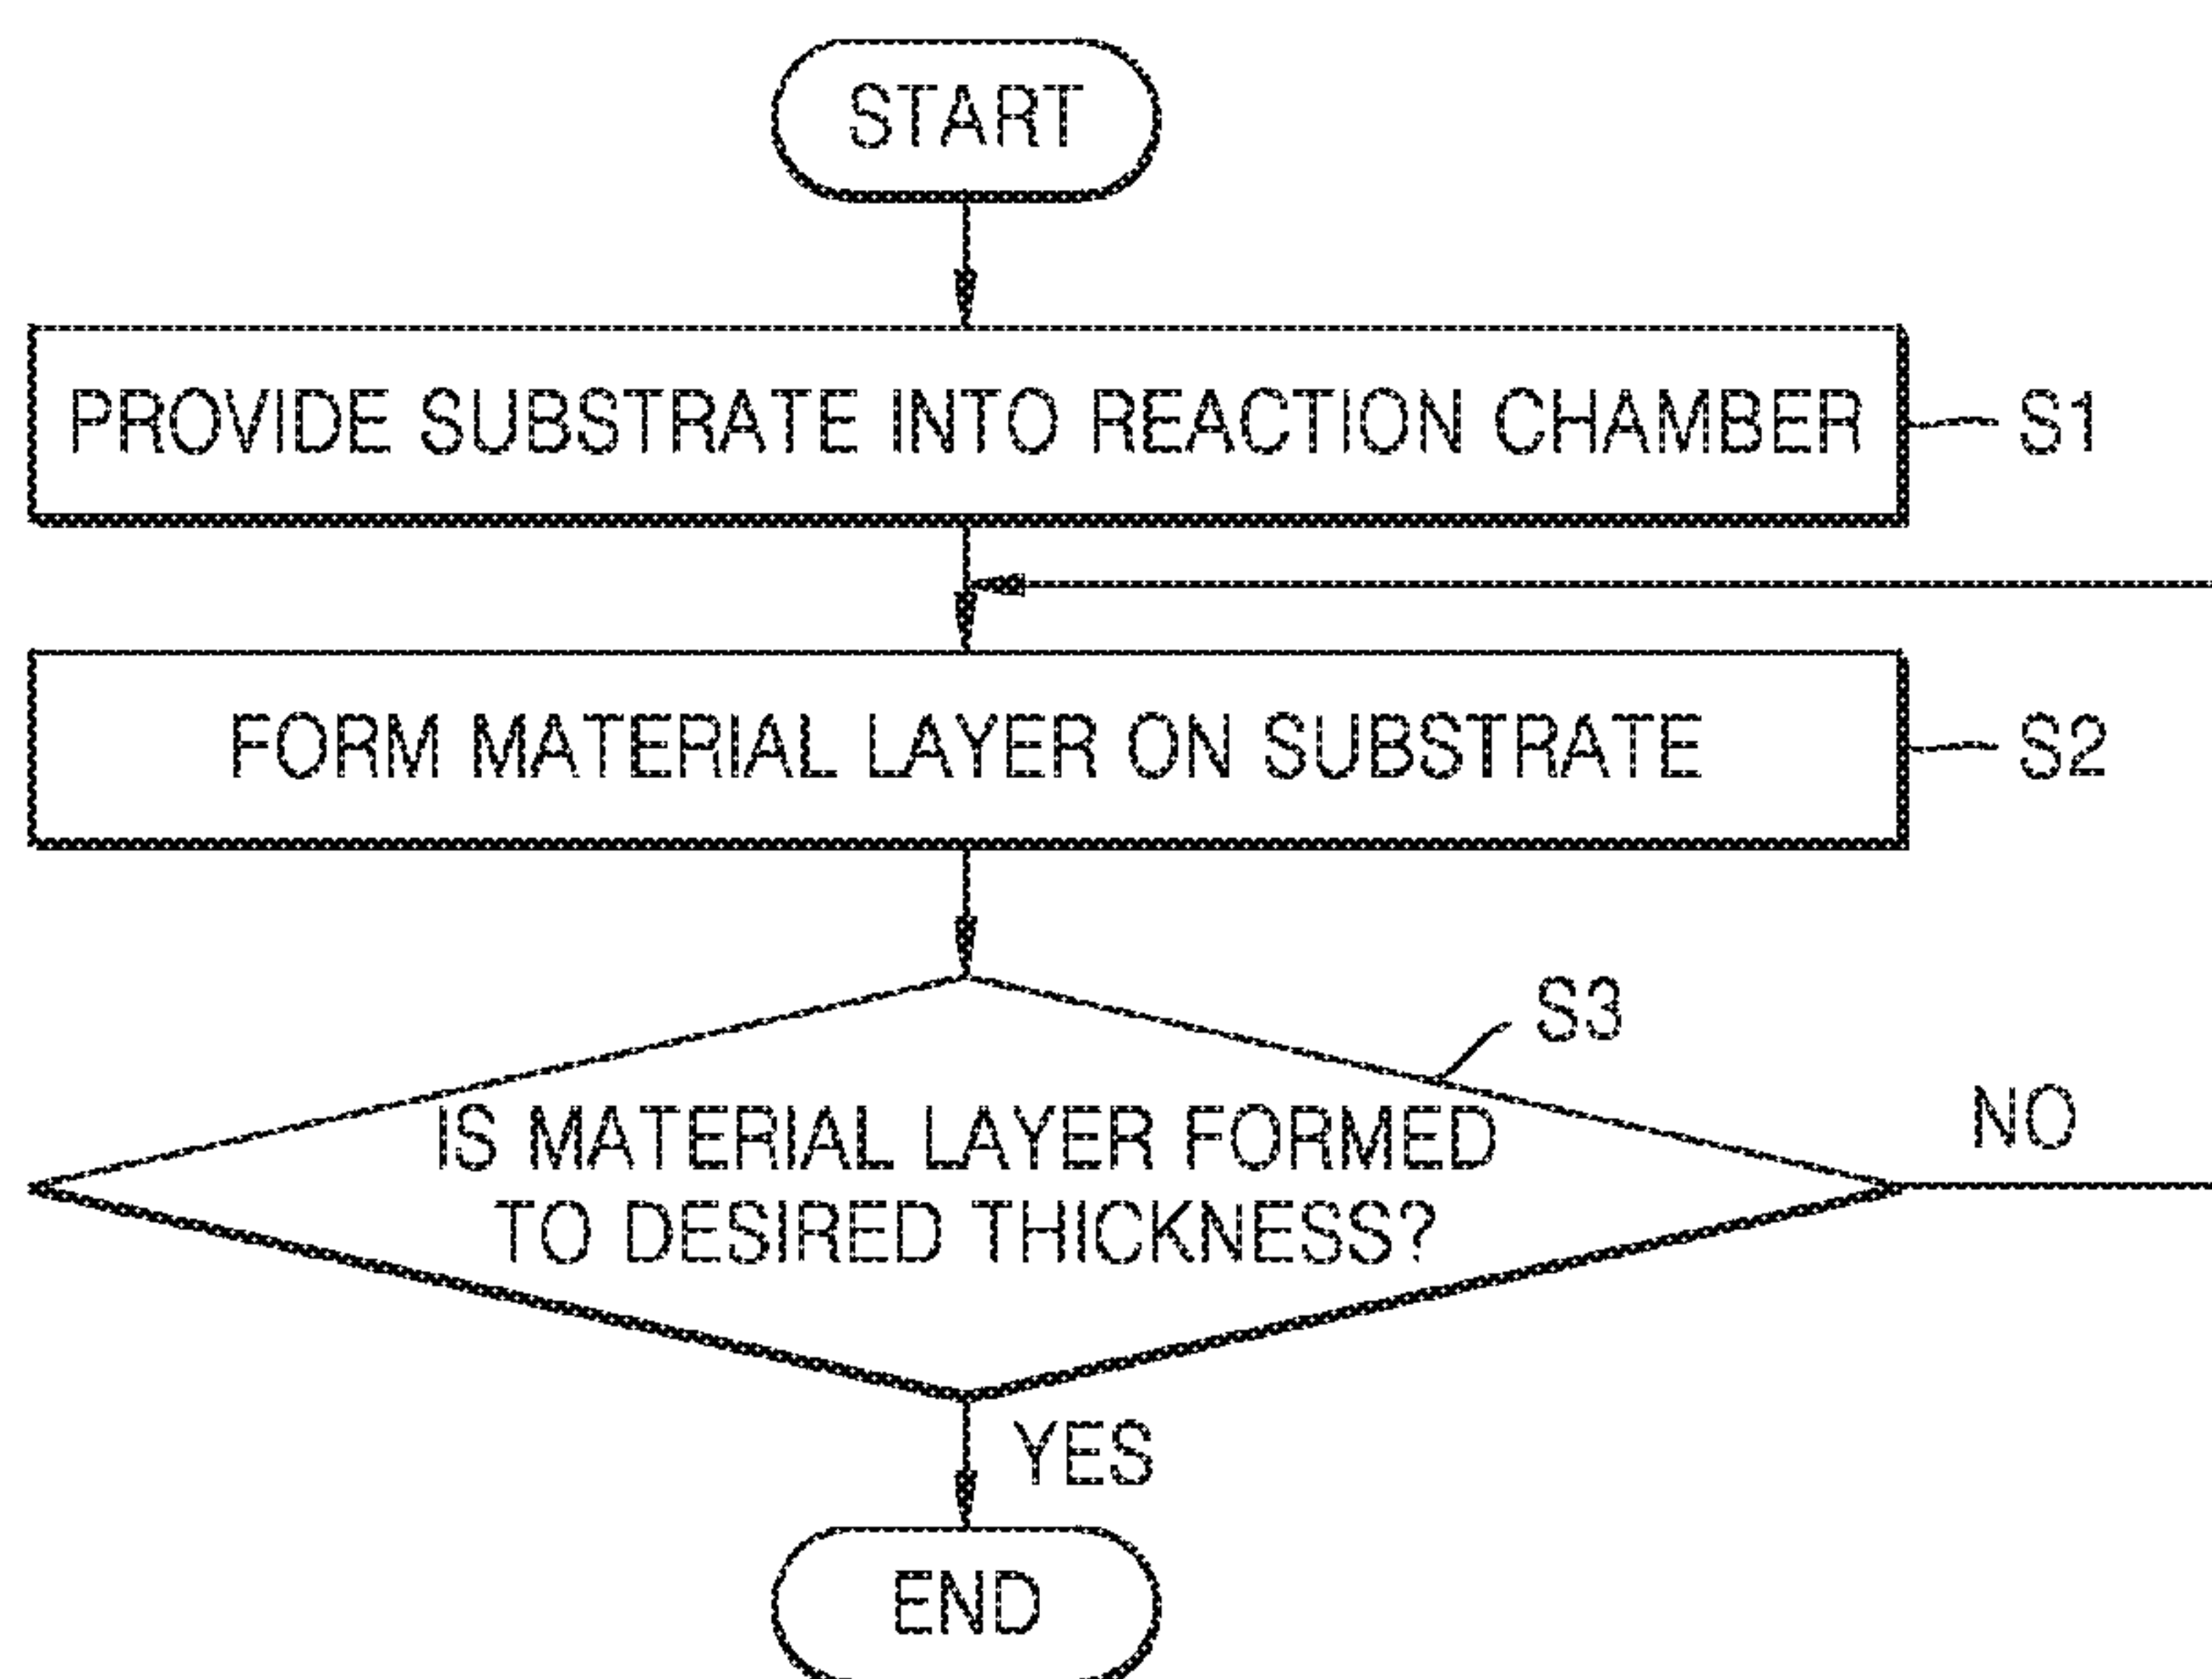 START
PROVIDE SUBSTRATE INTO REACTION CHAMBER
S1
FORM MATERIAL LAYER ON SUBSTRATE
S2
S3
IS MATERIAL LAYER FORMED
TO DESIRED THICKNESS?
NO
YES
END